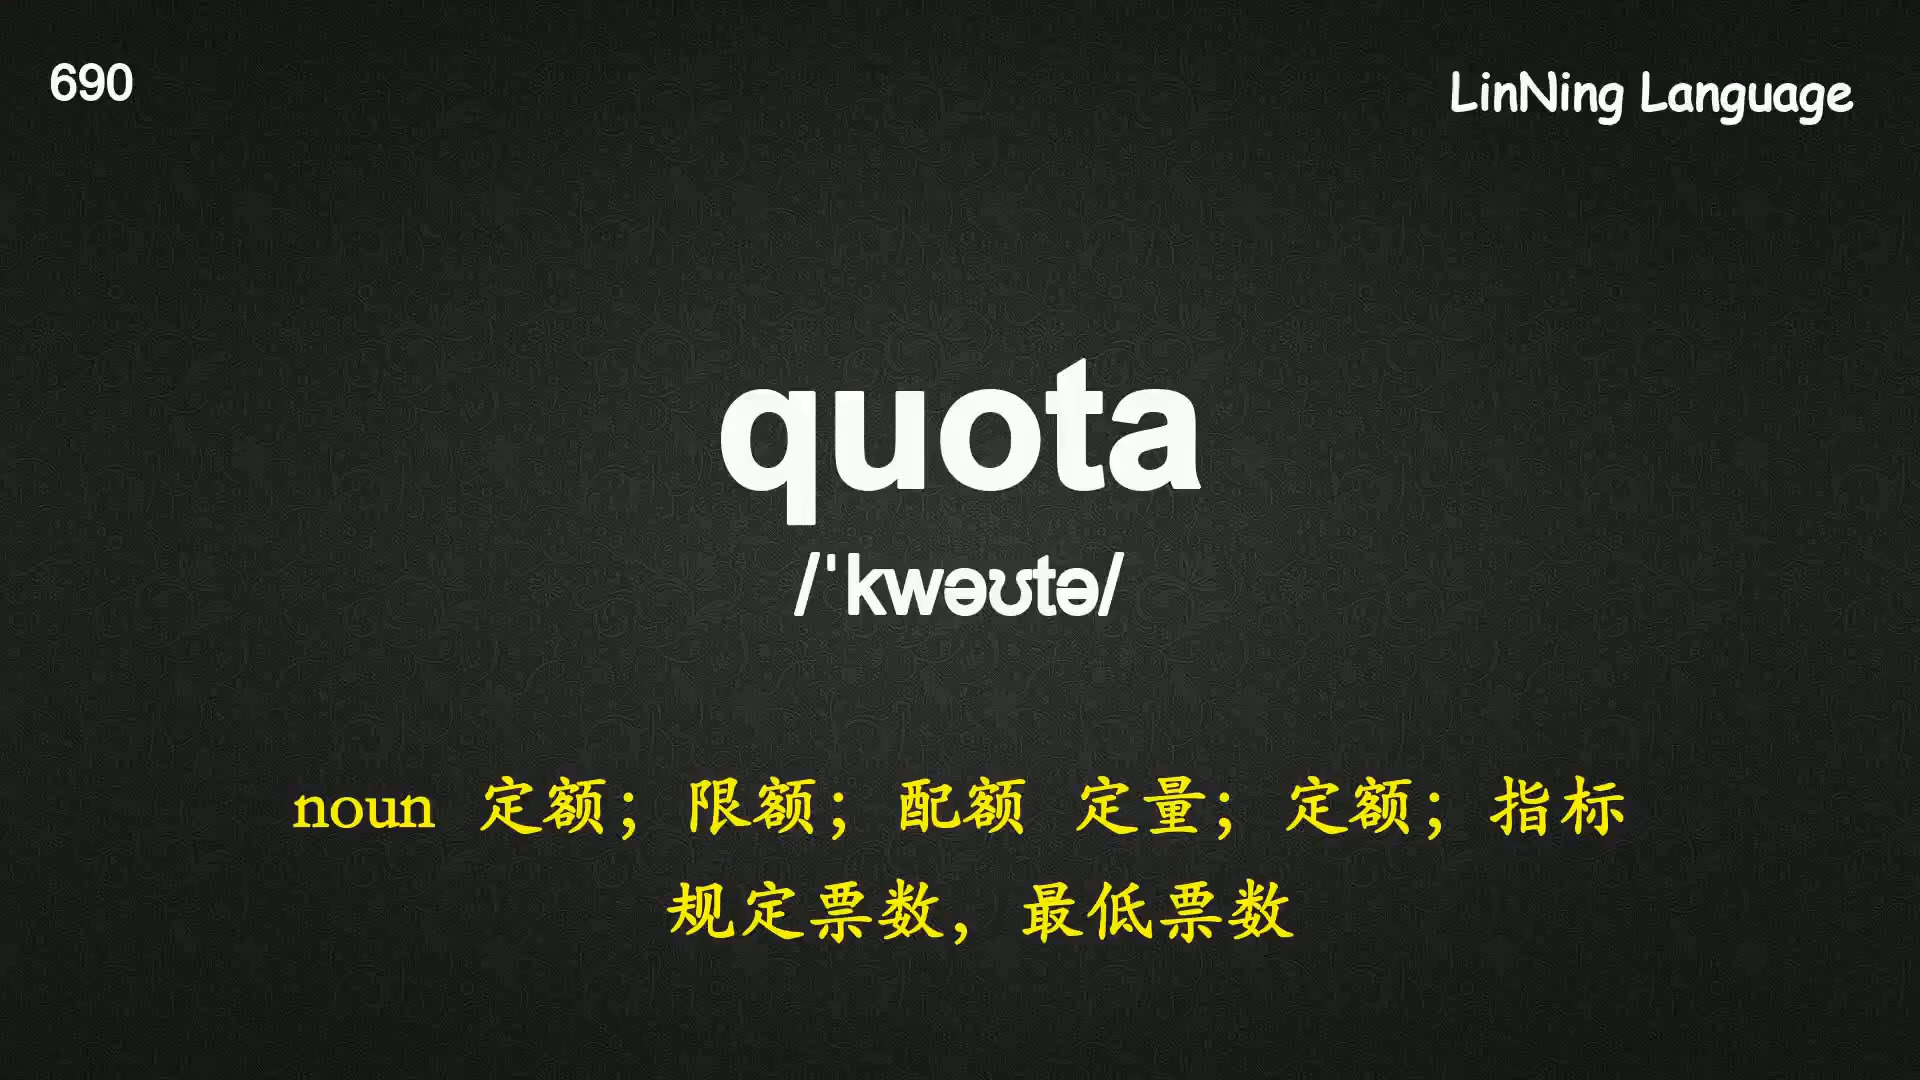 690
LinNing Language
quota
/ˈkwəʊtə/
noun 定额；限额；配额 定量；定额；指标
规定票数，最低票数